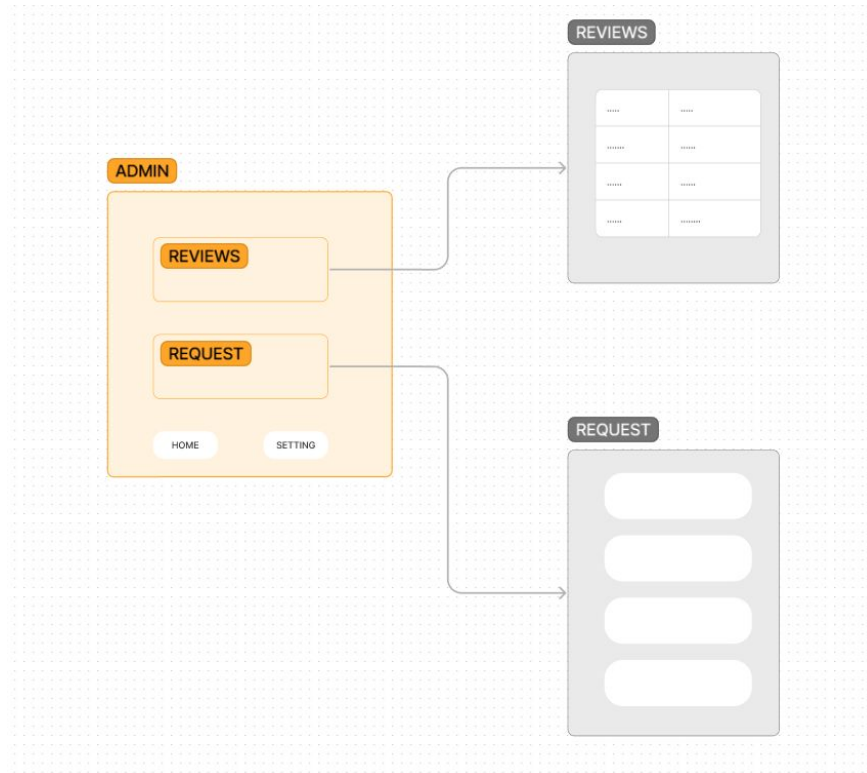 ADMIN
REVIEWS
REQUEST
HOME
SETTING
REVIEWS
..... .....
....... ......
...... ......
...... ........
REQUEST